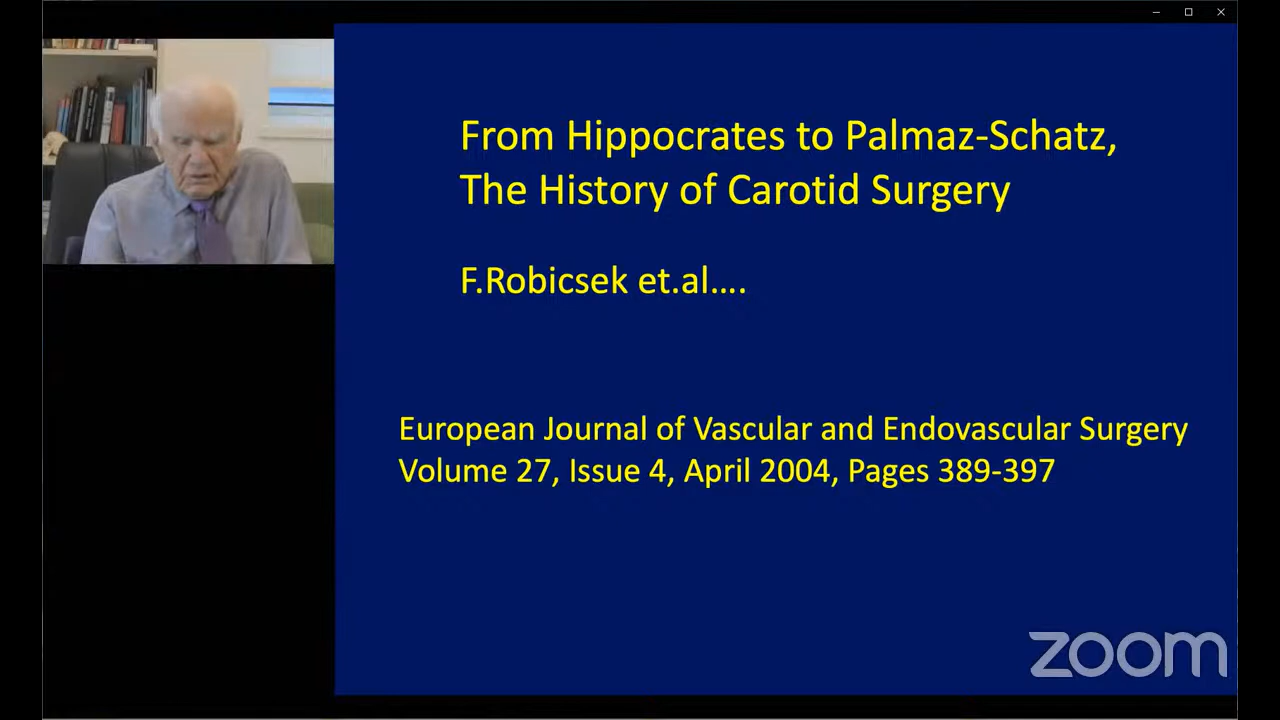 From Hippocrates to Palmaz-Schatz,
The History of Carotid Surgery
F.Robicsek et.al....
European Journal of Vascular and Endovascular Surgery
Volume 27, Issue 4, April 2004, Pages 389-397
zoom